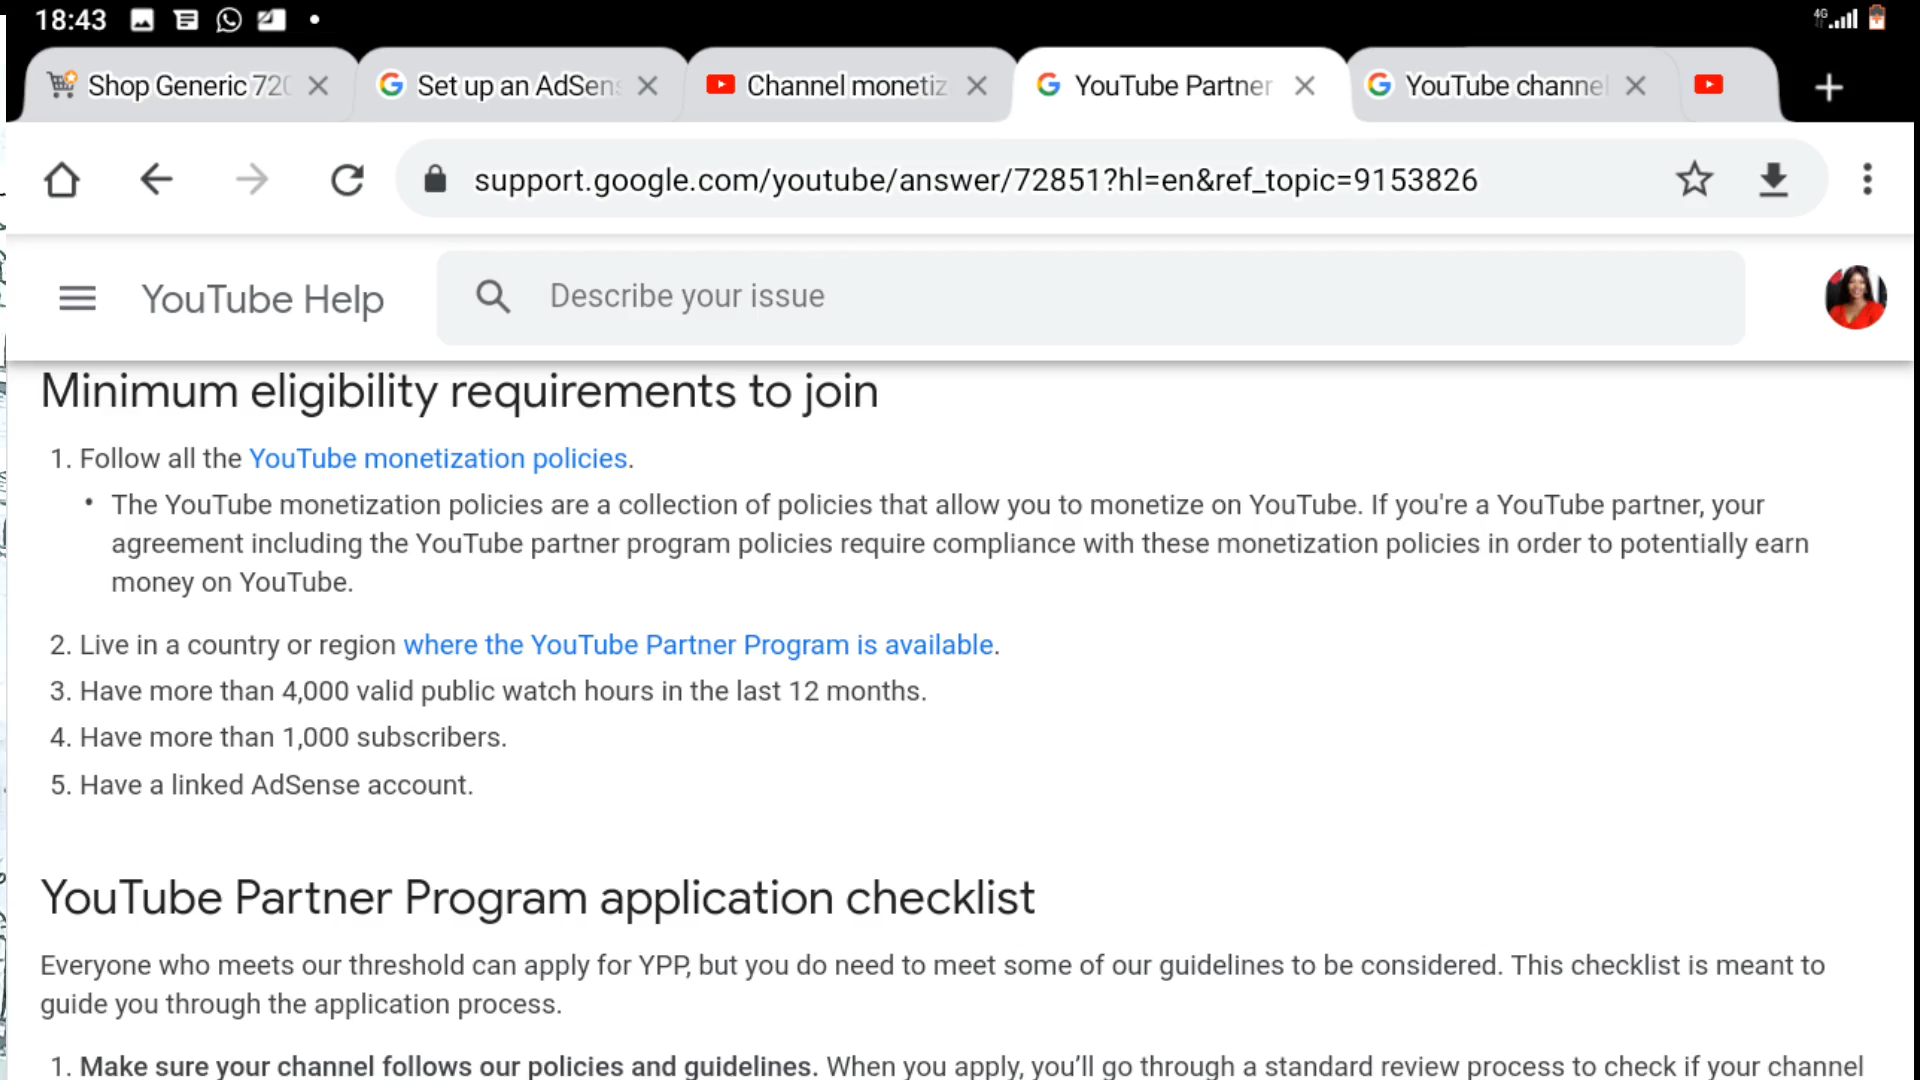 18:43
4G
Shop Generic 720
Set up an AdSens
Channel monetiz
YouTube Partner
YouTube channel
support.google.com/youtube/answer/72851?hl=en&ref_topic=9153826
YouTube Help
Describe your issue
Minimum eligibility requirements to join
1. Follow all the YouTube monetization policies.
• The YouTube monetization policies are a collection of policies that allow you to monetize on YouTube. If you're a YouTube partner, your
agreement including the YouTube partner program policies require compliance with these monetization policies in order to potentially earn
money on YouTube.
2. Live in a country or region where the YouTube Partner Program is available.
3. Have more than 4,000 valid public watch hours in the last 12 months.
4. Have more than 1,000 subscribers.
5. Have a linked AdSense account.
YouTube Partner Program application checklist
Everyone who meets our threshold can apply for YPP, but you do need to meet some of our guidelines to be considered. This checklist is meant to
guide you through the application process.
1. Make sure your channel follows our policies and guidelines. When you apply, you’ll go through a standard review process to check if your channel